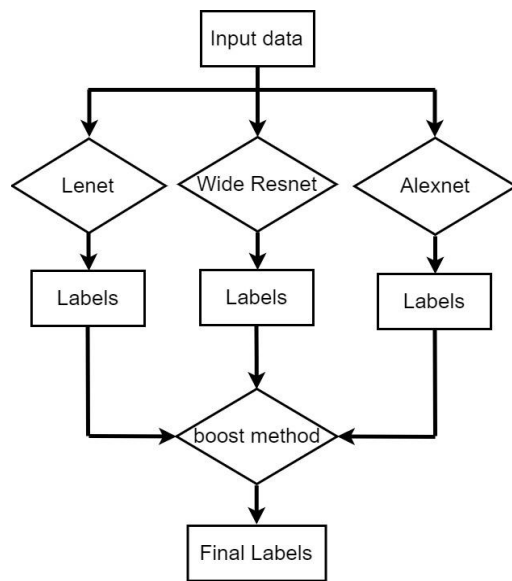 Input data
Lenet
Wide Resnet
Alexnet
Labels
Labels
Labels
boost method
Final Labels